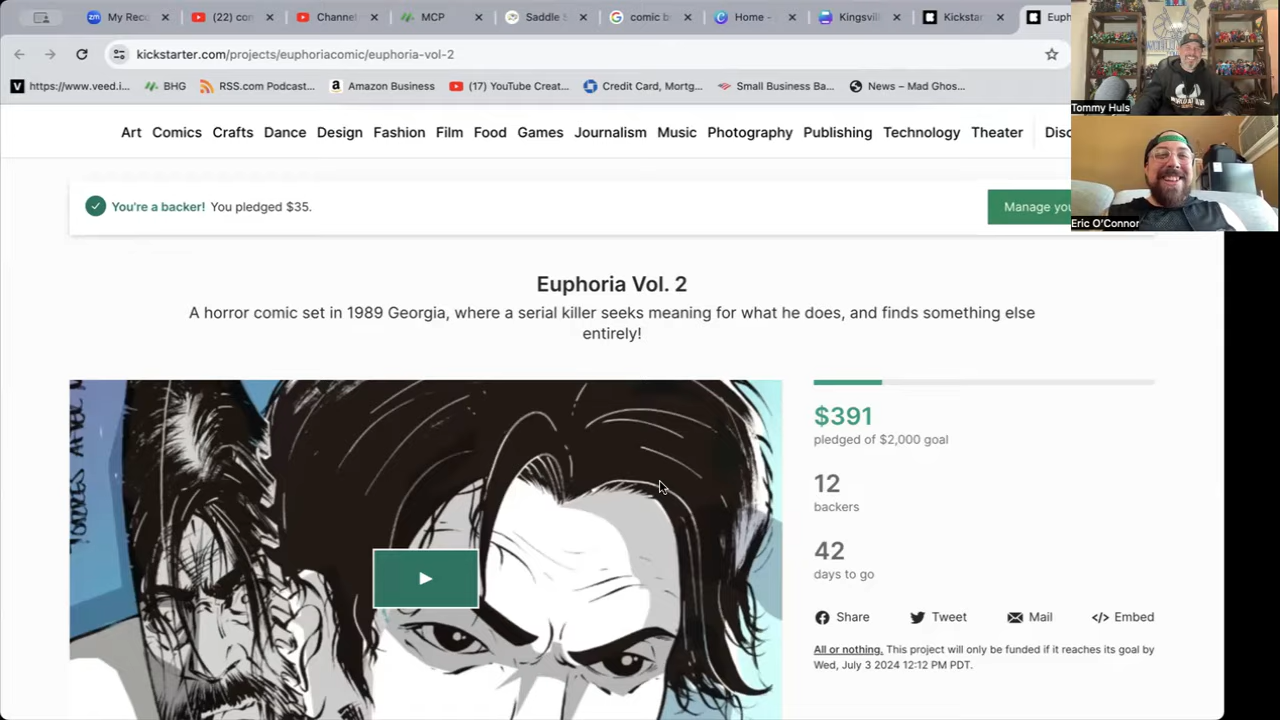 My Rec
(22) cor
Channel
MCP
Saddle
comic b
Home -
Kingsvill
Kickstar
Euph
kickstarter.com/projects/euphoriacomic/euphoria-vol-2
https://www.veed.i...
BHG
RSS.com Podcast...
Amazon Business
(17) YouTube Creat...
Credit Card, Mortg...
Small Business Ba...
News – Mad Ghos...
Tommy Huls
Art Comics Crafts Dance Design Fashion Film Food Games Journalism Music Photography Publishing Technology Theater Disc
You're a backer! You pledged $35.
Manage you
Eric O'Connor
Euphoria Vol. 2
A horror comic set in 1989 Georgia, where a serial killer seeks meaning for what he does, and finds something else
entirely!
$391
pledged of $2,000 goal
12
backers
42
days to go
Share Tweet Mail Embed
All or nothing. This project will only be funded if it reaches its goal by
Wed, July 3 2024 12:12 PM PDT.